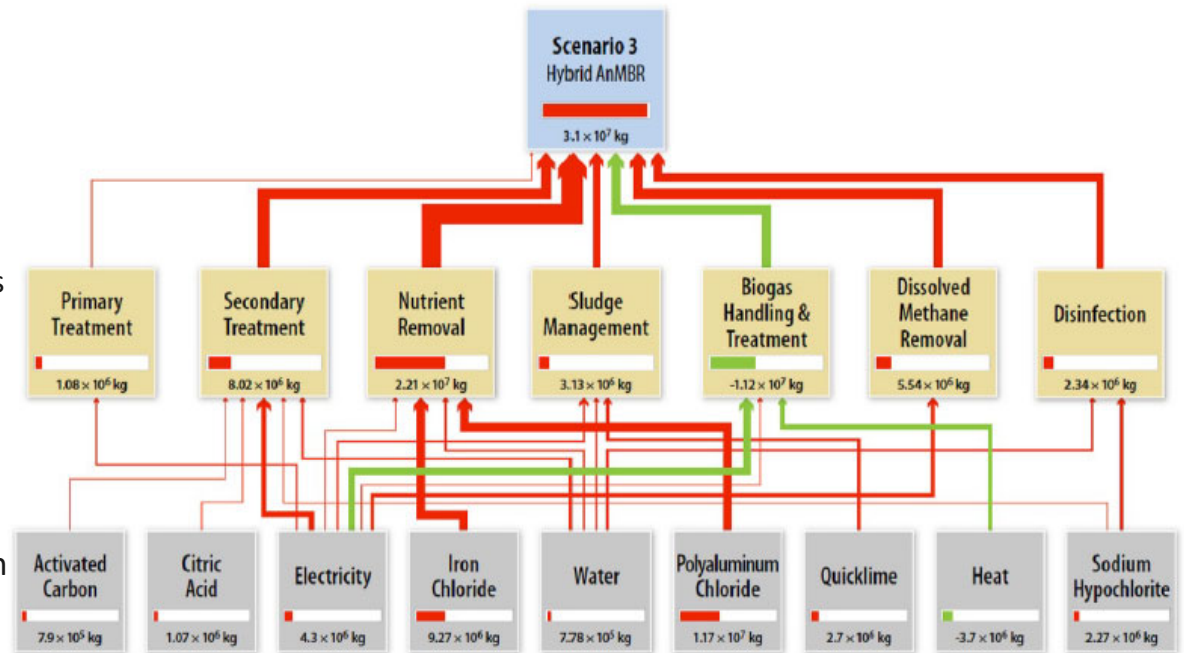 Scenario 3
Hybrid AnMBR
3.1 × 10⁷ kg
s
Primary
Treatment
1.08 × 10⁶ kg
Secondary
Treatment
8.02 × 10⁶ kg
Nutrient
Removal
2.21 × 10⁷ kg
Sludge
Management
3.13 × 10⁶ kg
Biogas
Handling &
Treatment
-1.12 × 10⁷ kg
Dissolved
Methane
Removal
5.54 × 10⁶ kg
Disinfection
2.34 × 10⁶ kg
n
Activated
Carbon
7.9 × 10⁵ kg
Citric
Acid
1.07 × 10⁶ kg
Electricity
4.3 × 10⁶ kg
Iron
Chloride
9.27 × 10⁶ kg
Water
7.78 × 10⁵ kg
Polyaluminum
Chloride
1.17 × 10⁷ kg
Quicklime
2.7 × 10⁶ kg
Heat
-3.7 × 10⁶ kg
Sodium
Hypochlorite
2.27 × 10⁶ kg